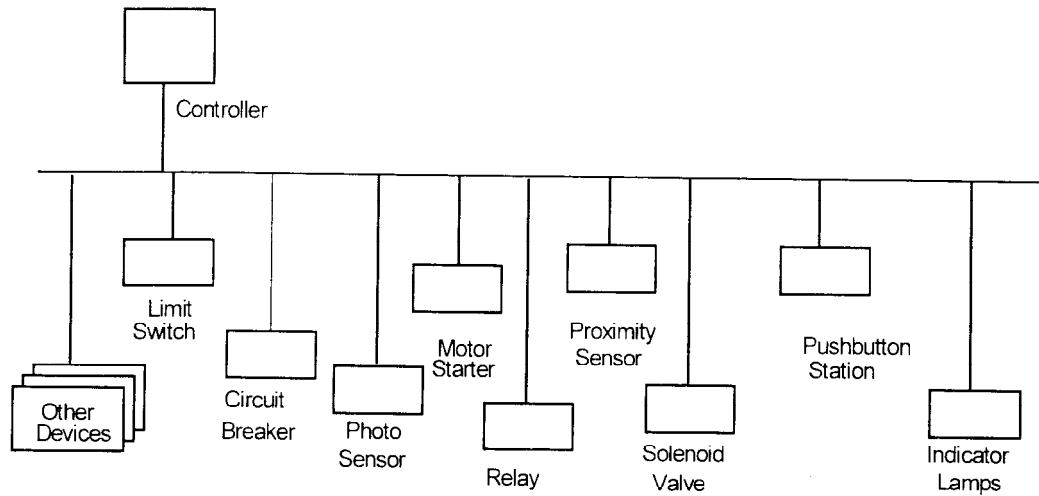 Controller
Limit
Switch
Circuit
Breaker
Photo
Sensor
Motor
Starter
Relay
Proximity
Sensor
Solenoid
Valve
Pushbutton
Station
Indicator
Lamps
Other
Devices